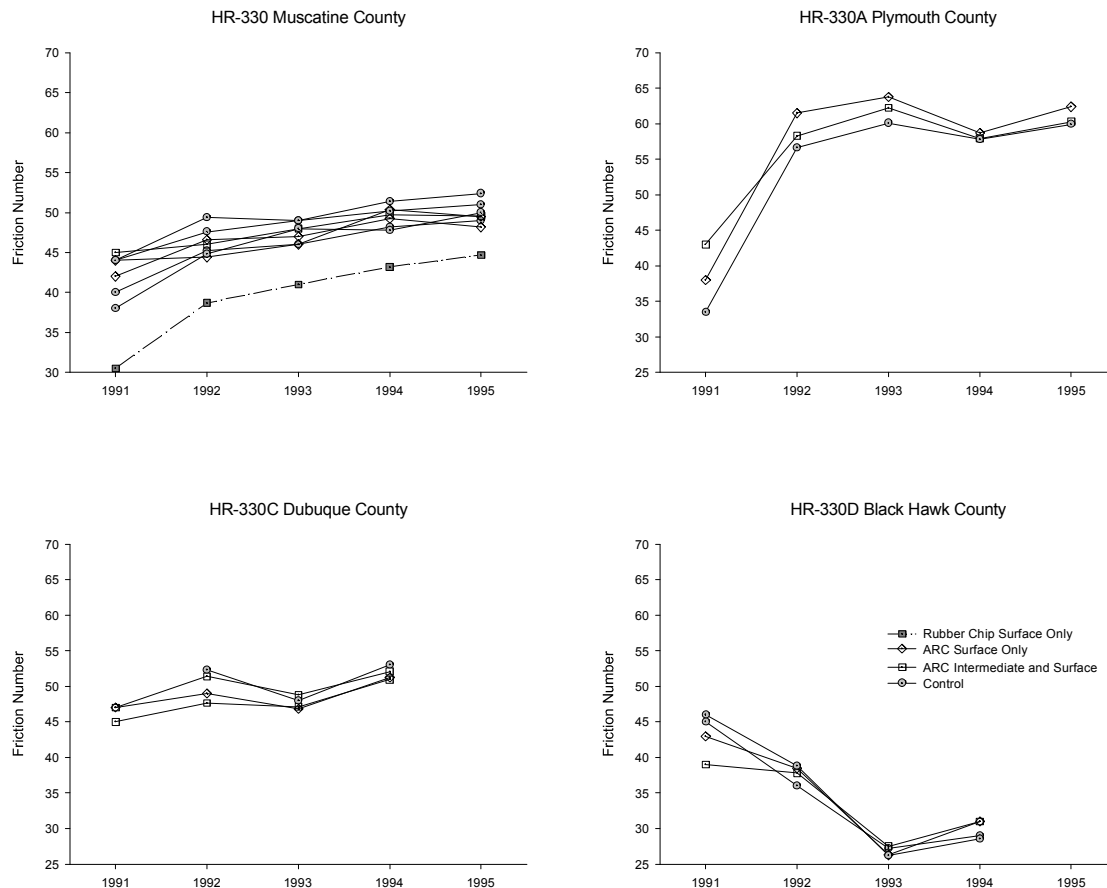 HR-330 Muscatine County
Friction Number
70
65
60
55
50
45
40
35
30
1991 1992 1993 1994 1995
HR-330A Plymouth County
Friction Number
70
65
60
55
50
45
40
35
30
25
1991 1992 1993 1994 1995
HR-330C Dubuque County
Friction Number
70
65
60
55
50
45
40
35
30
25
1991 1992 1993 1994 1995
HR-330D Black Hawk County
Friction Number
70
65
60
55
50
45
40
35
30
25
Rubber Chip Surface Only
ARC Surface Only
ARC Intermediate and Surface
Control
1991 1992 1993 1994 1995